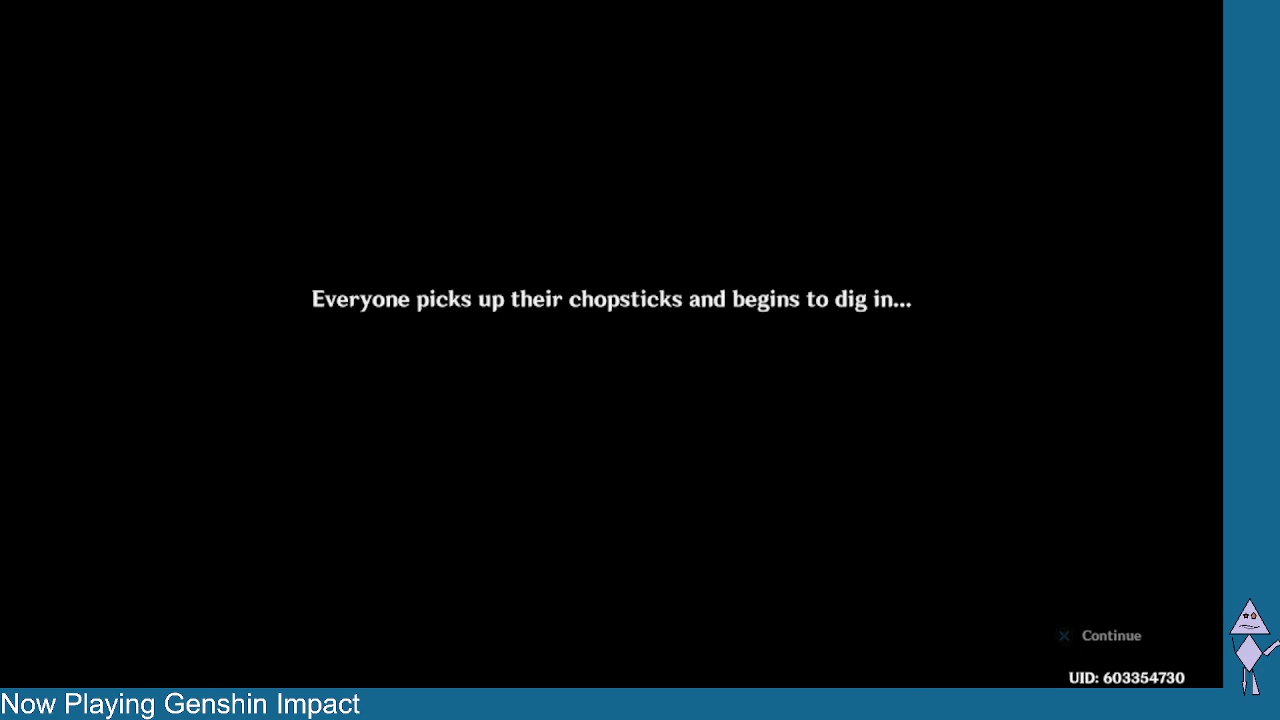 Everyone picks up their chopsticks and begins to dig in...
Continue
UID: 603354730
Now Playing Genshin Impact